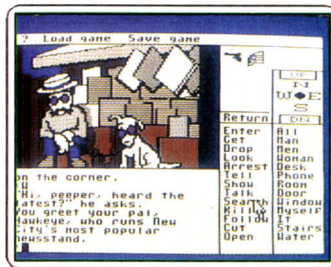 ? Load game Save game
on the corner.
"Hi, peeper, heard the
latest?" he asks.
You greet your pal,
Hawkeye, who runs New
City's most popular
newsstand.
UP
N
W E
S
DN
Return
Enter All
Get Man
Drop Men
Look Woman
Arrest Desk
Tell Phone
Show Room
Talk Door
Search Window
Kill Myself
Follow It
Cut Stairs
Open Water